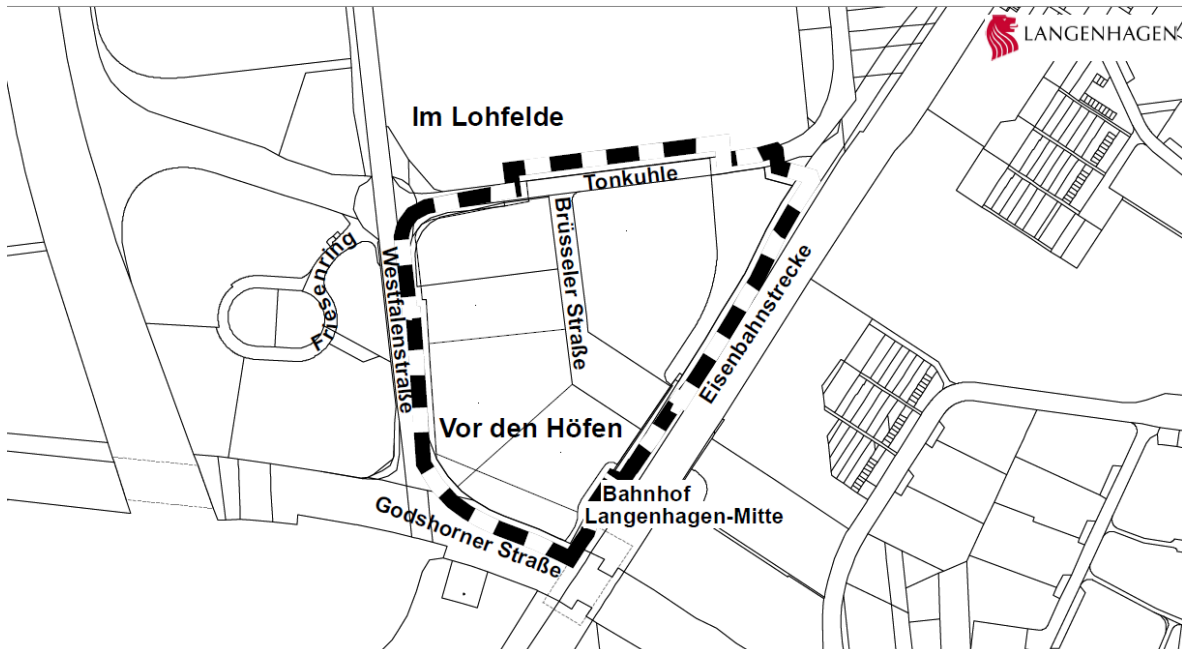 LANGENHAGEN
Im Lohfelde
Tonkuhle
Brüsseler Straße
Friesenring
Westfalenstraße
Eisenbahnstrecke
Vor den Höfen
Bahnhof
Langenhagen-Mitte
Godshorner Straße